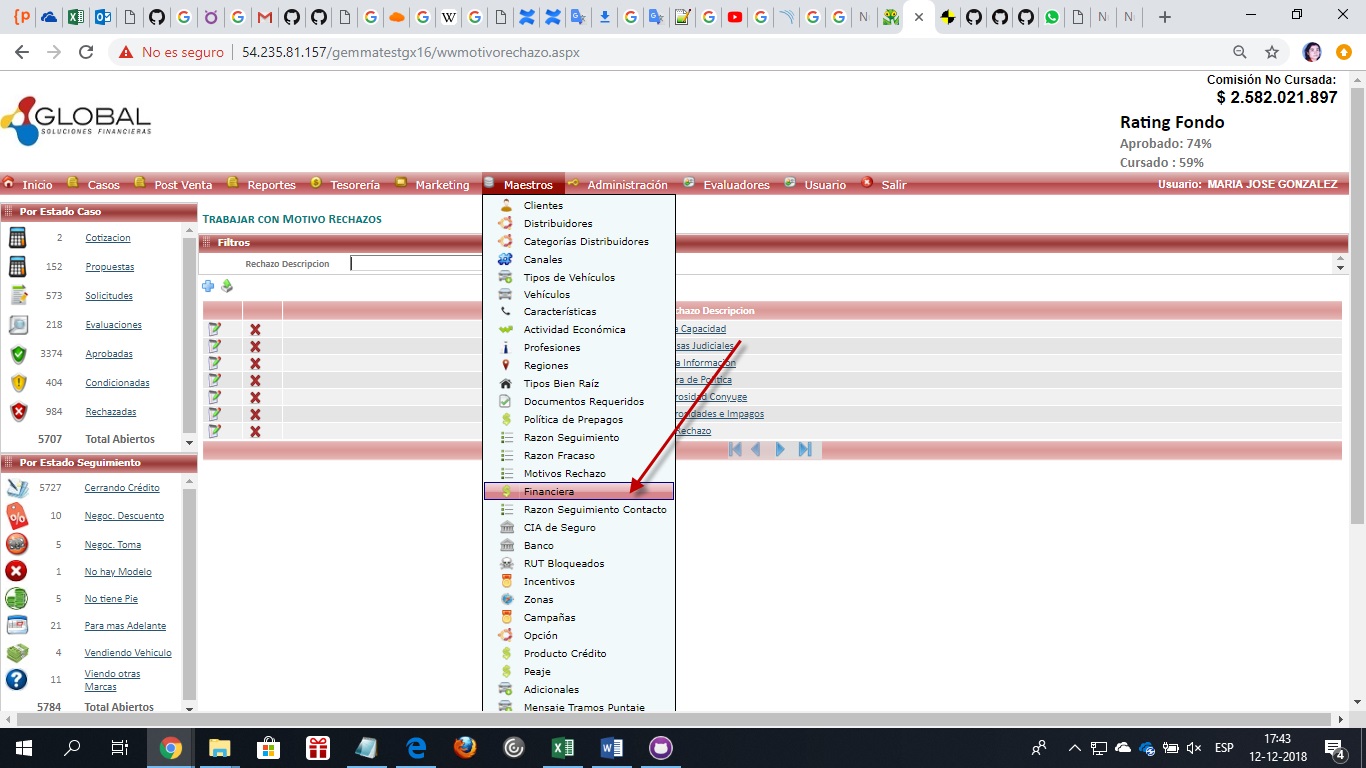 No es seguro 54.235.81.157/gemmatestgx16/wwmotivorechazo.aspx
Comisión No Cursada:
$ 2.582.021.897
GLOBAL
SOLUCIONES FINANCIERAS
Rating Fondo
Aprobado: 74%
Cursado : 59%
Inicio Casos Post Venta Reportes Tesorería Marketing Maestros Administración Evaluadores Usuario Salir Usuario: MARIA JOSE GONZALEZ
Por Estado Caso
2 Cotizacion
152 Propuestas
573 Solicitudes
218 Evaluaciones
3374 Aprobadas
404 Condicionadas
984 Rechazadas
5707 Total Abiertos
Por Estado Seguimiento
5727 Cerrando Crédito
10 Negoc. Descuento
5 Negoc. Toma
1 No hay Modelo
5 No tiene Pie
21 Para mas Adelante
4 Vendiendo Vehiculo
11 Viendo otras
Marcas
5784 Total Abiertos
TRABAJAR CON MOTIVO RECHAZOS
Filtros
Rechazo Descripcion
Clientes
Distribuidores
Categorías Distribuidores
Canales
Tipos de Vehículos
Vehículos
Características
Actividad Económica
Profesiones
Regiones
Tipos Bien Raíz
Documentos Requeridos
Política de Prepagos
Razon Seguimiento
Razon Fracaso
Motivos Rechazo
Financiera
Razon Seguimiento Contacto
CIA de Seguro
Banco
RUT Bloqueados
Incentivos
Zonas
Campañas
Opción
Producto Crédito
Peaje
Adicionales
Mensaje Tramos Puntaje
chazo Descripcion
a Capacidad
sas Judiciales
a Informacion
ra de Politica
rosidad Conyuge
rosidades e Impagos
Rechazo
ESP
17:43
12-12-2018
4